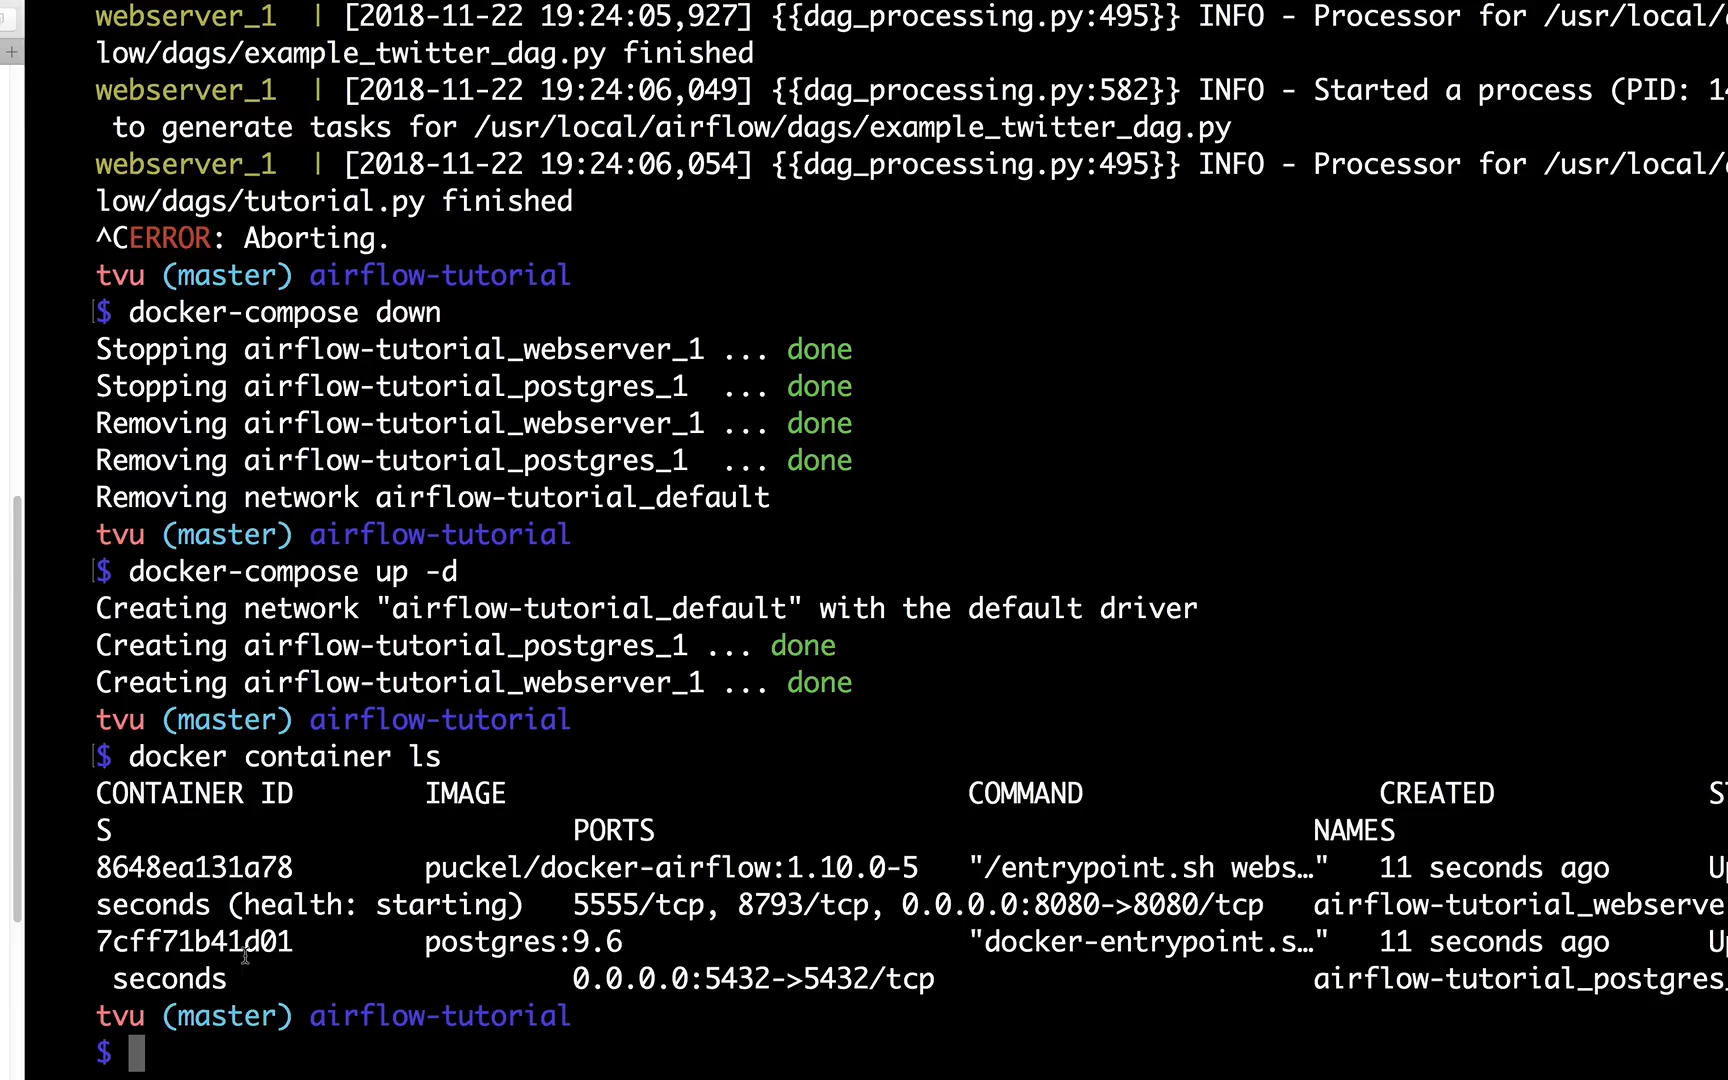 webserver_1  | [2018-11-22 19:24:05,927] {{dag_processing.py:495}} INFO - Processor for /usr/local/
low/dags/example_twitter_dag.py finished
webserver_1  | [2018-11-22 19:24:06,049] {{dag_processing.py:582}} INFO - Started a process (PID: 14
 to generate tasks for /usr/local/airflow/dags/example_twitter_dag.py
webserver_1  | [2018-11-22 19:24:06,054] {{dag_processing.py:495}} INFO - Processor for /usr/local/
low/dags/tutorial.py finished
^CERROR: Aborting.
tvu (master) airflow-tutorial
$ docker-compose down
Stopping airflow-tutorial_webserver_1 ... done
Stopping airflow-tutorial_postgres_1  ... done
Removing airflow-tutorial_webserver_1 ... done
Removing airflow-tutorial_postgres_1  ... done
Removing network airflow-tutorial_default
tvu (master) airflow-tutorial
$ docker-compose up -d
Creating network "airflow-tutorial_default" with the default driver
Creating airflow-tutorial_postgres_1 ... done
Creating airflow-tutorial_webserver_1 ... done
tvu (master) airflow-tutorial
$ docker container ls
CONTAINER ID        IMAGE                            COMMAND                  CREATED             ST
S                            PORTS                                        NAMES
8648ea131a78        puckel/docker-airflow:1.10.0-5   "/entrypoint.sh webs…"   11 seconds ago      Up
seconds (health: starting)   5555/tcp, 8793/tcp, 0.0.0.0:8080->8080/tcp   airflow-tutorial_webserve
7cff71b41d01        postgres:9.6                     "docker-entrypoint.s…"   11 seconds ago      Up
 seconds                     0.0.0.0:5432->5432/tcp                       airflow-tutorial_postgres_
tvu (master) airflow-tutorial
$